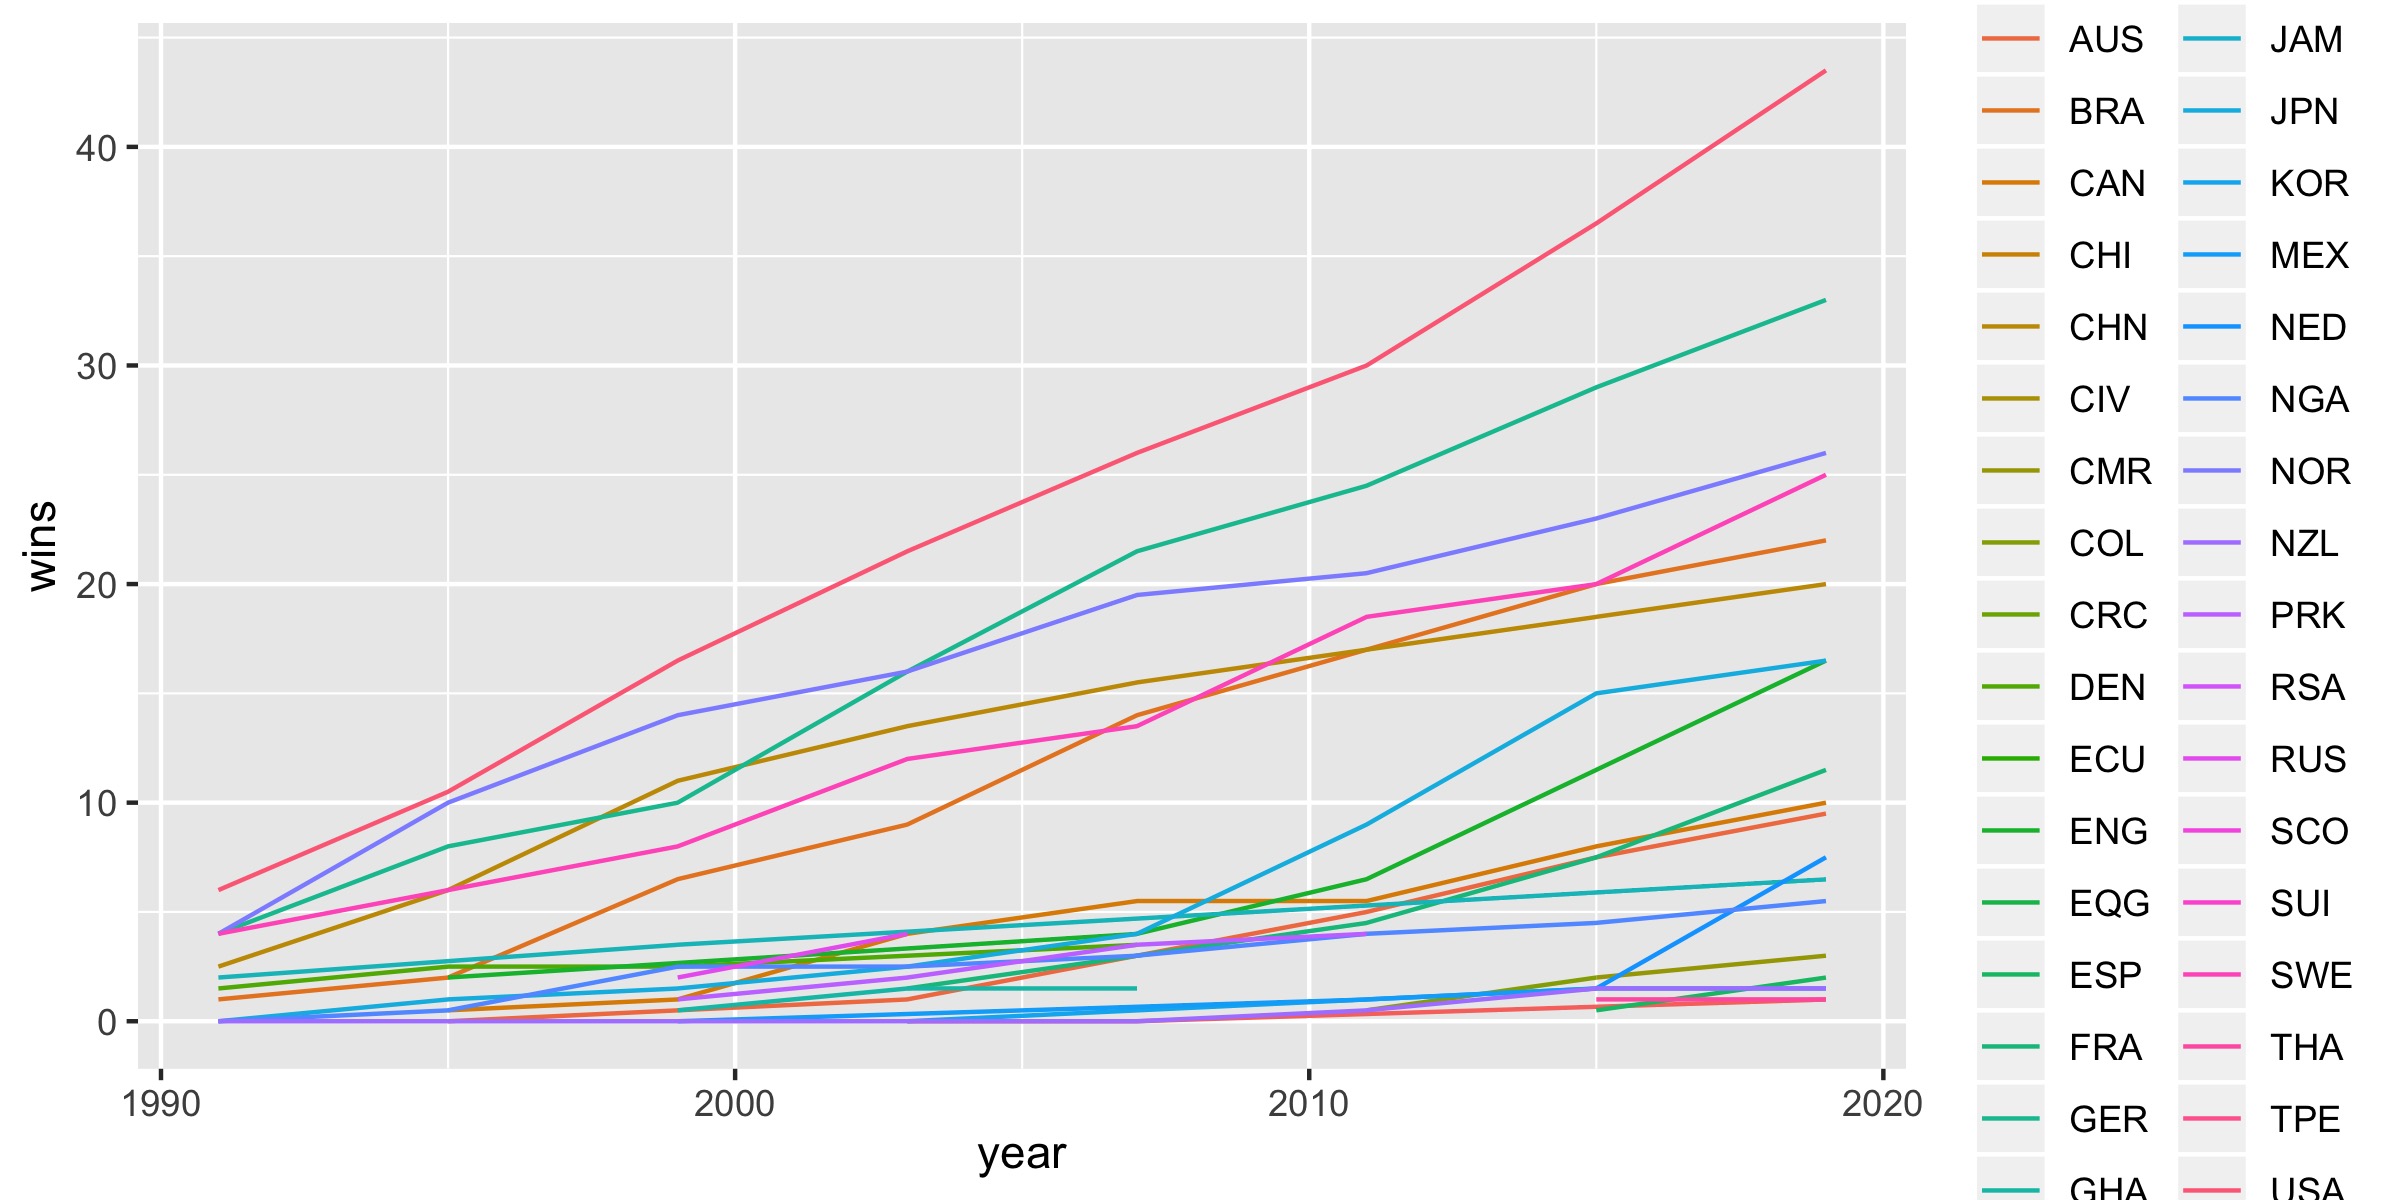 40
30
20
10
0
wins
1990
2000
2010
2020
year
AUS
BRA
CAN
CHI
CHN
CIV
CMR
COL
CRC
DEN
ECU
ENG
EQG
ESP
FRA
GER
GHA
JAM
JPN
KOR
MEX
NED
NGA
NOR
NZL
PRK
RSA
RUS
SCO
SUI
SWE
THA
TPE
USA